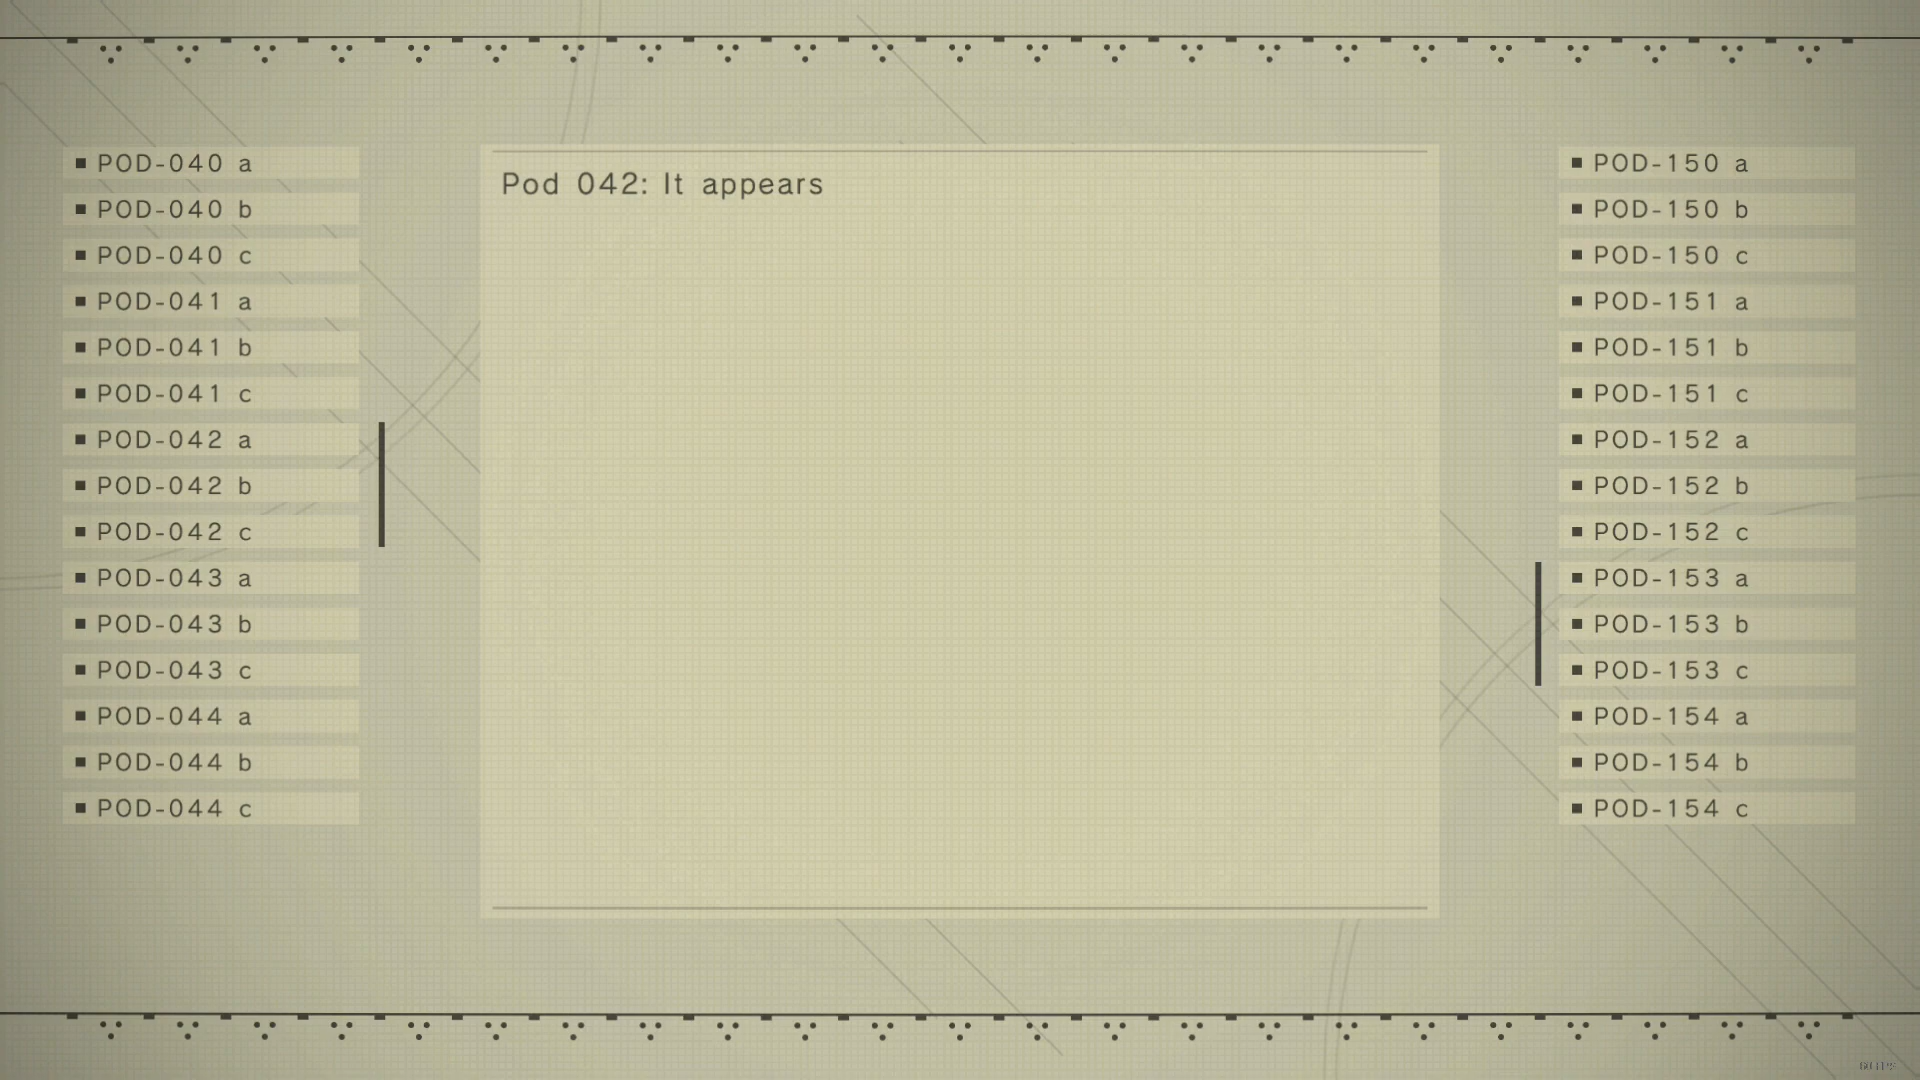 POD-040 a
POD-040 b
POD-040 c
POD-041 a
POD-041 b
POD-041 c
POD-042 a
POD-042 b
POD-042 c
POD-043 a
POD-043 b
POD-043 c
POD-044 a
POD-044 b
POD-044 c
Pod 042: It appears
POD-150 a
POD-150 b
POD-150 c
POD-151 a
POD-151 b
POD-151 c
POD-152 a
POD-152 b
POD-152 c
POD-153 a
POD-153 b
POD-153 c
POD-154 a
POD-154 b
POD-154 c